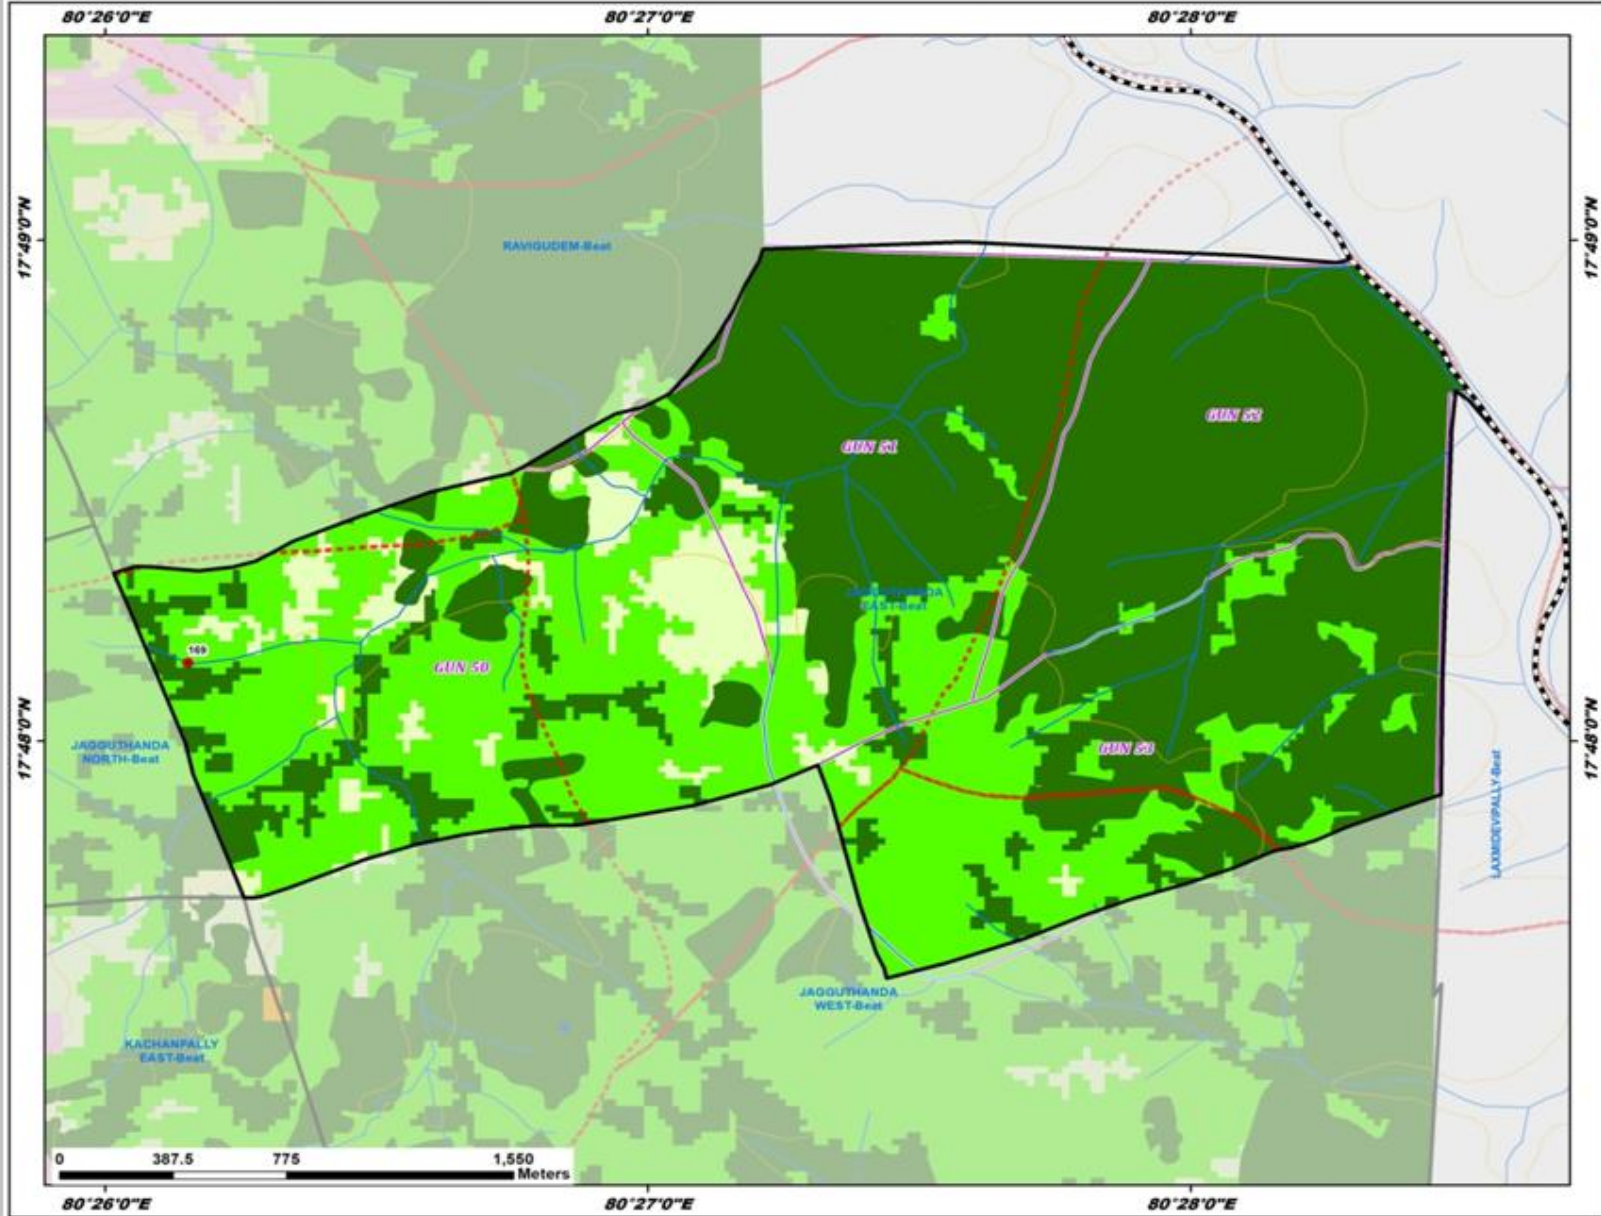 80°26'0"E
80°27'0"E
80°28'0"E
17°49'0"N
17°49'0"N
RAVIGUDEM-Beat
GUN 52
GUN 51
EAST-Beat
169
GUN 50
JAGGUTHANDA
NORTH-Beat
GUN 53
17°48'0"N
17°48'0"N
LAXMIDEVIPALLY-Beat
JAGGUTHANDA
WEST-Beat
KACHANPALLY
EAST-Beat
0
387.5
775
1,550
Meters
80°26'0"E
80°27'0"E
80°28'0"E